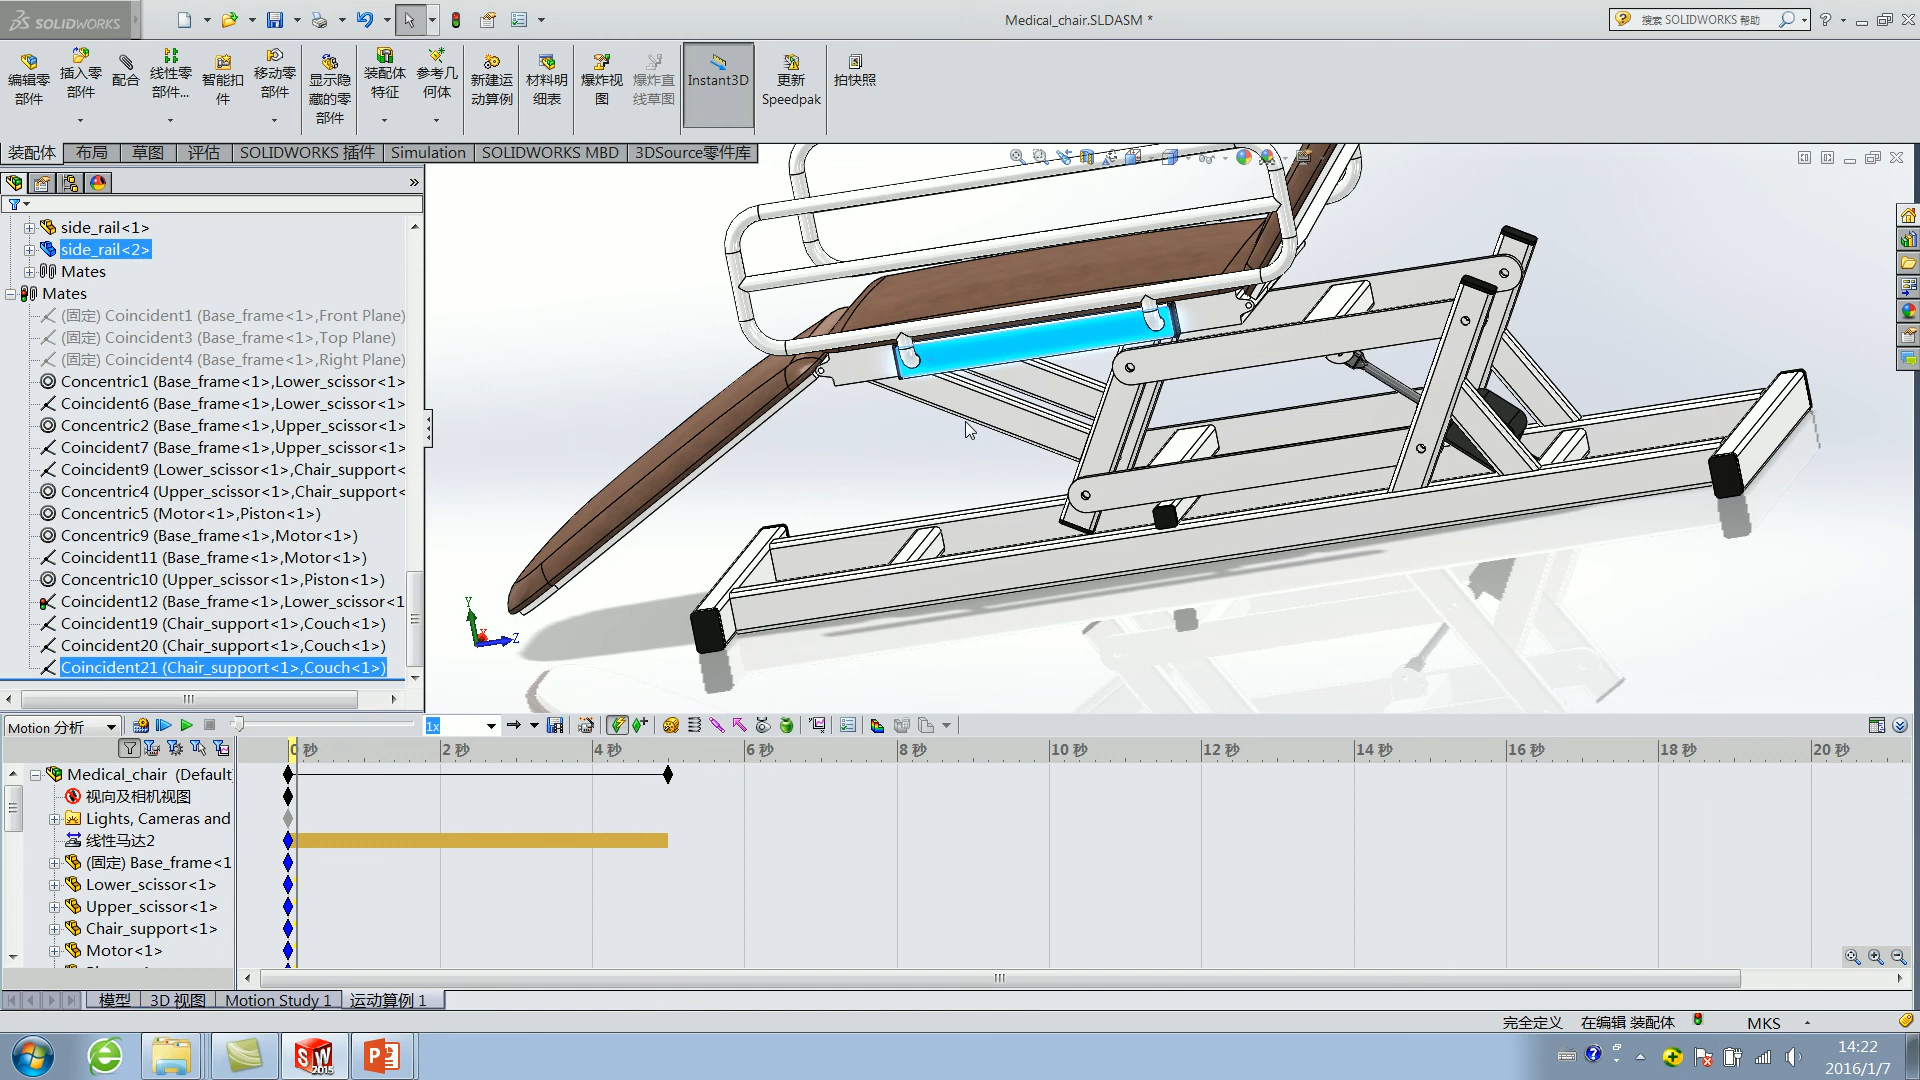 SOLIDWORKS
Medical_chair.SLDASM *
搜索 SOLIDWORKS 帮助
编辑零部件
插入零部件
配合
线性零部件...
智能扣件
移动零部件
显示隐藏的零部件
装配体特征
参考几何体
新建运动算例
材料明细表
爆炸视图
爆炸直线草图
Instant3D
更新 Speedpak
拍快照
装配体 布局 草图 评估 SOLIDWORKS 插件 Simulation SOLIDWORKS MBD 3DSource零件库
side_rail<1>
side_rail<2>
Mates
Mates
(固定) Coincident1 (Base_frame<1>,Front Plane)
(固定) Coincident3 (Base_frame<1>,Top Plane)
(固定) Coincident4 (Base_frame<1>,Right Plane)
Concentric1 (Base_frame<1>,Lower_scissor<1>
Coincident6 (Base_frame<1>,Lower_scissor<1>
Concentric2 (Base_frame<1>,Upper_scissor<1>
Coincident7 (Base_frame<1>,Upper_scissor<1>
Coincident9 (Lower_scissor<1>,Chair_support<
Concentric4 (Upper_scissor<1>,Chair_support<
Concentric5 (Motor<1>,Piston<1>)
Concentric9 (Base_frame<1>,Motor<1>)
Coincident11 (Base_frame<1>,Motor<1>)
Concentric10 (Upper_scissor<1>,Piston<1>)
Coincident12 (Base_frame<1>,Lower_scissor<1
Coincident19 (Chair_support<1>,Couch<1>)
Coincident20 (Chair_support<1>,Couch<1>)
Coincident21 (Chair_support<1>,Couch<1>)
Y
X
Z
Motion 分析
1x
0 秒 2 秒 4 秒 6 秒 8 秒 10 秒 12 秒 14 秒 16 秒 18 秒 20 秒
Medical_chair (Default
视向及相机视图
Lights, Cameras and
线性马达2
(固定) Base_frame<1
Lower_scissor<1>
Upper_scissor<1>
Chair_support<1>
Motor<1>
模型 3D 视图 Motion Study 1 运动算例 1
完全定义 在编辑 装配体 MKS
SW 2015
14:22
2016/1/7